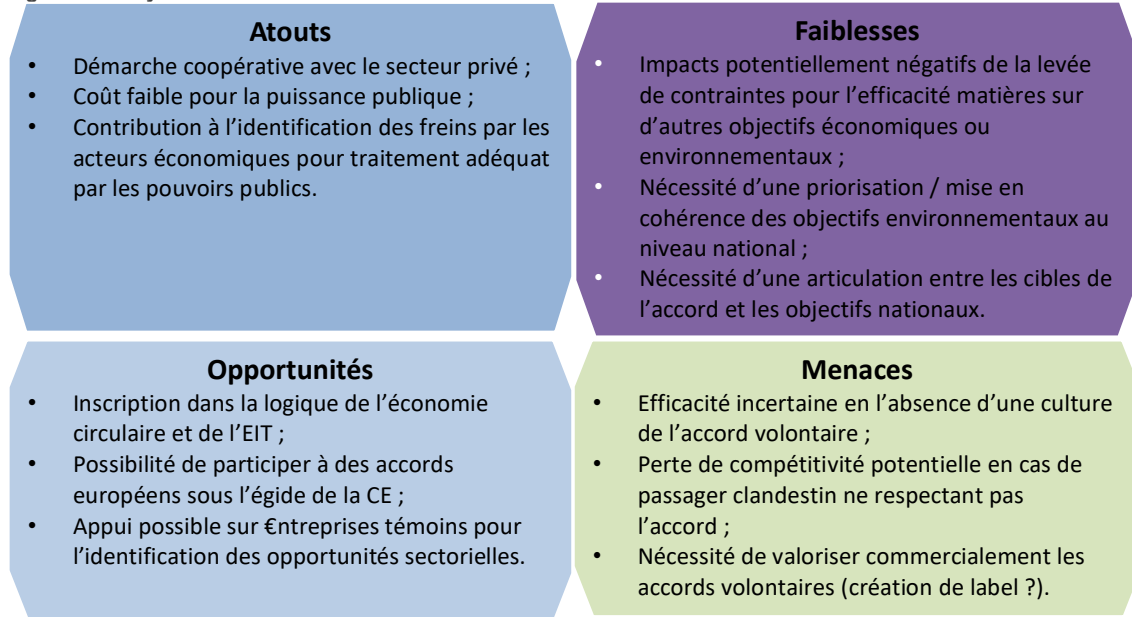 Atouts
• Démarche coopérative avec le secteur privé ;
• Coût faible pour la puissance publique ;
• Contribution à l'identification des freins par les
acteurs économiques pour traitement adéquat
par les pouvoirs publics.
Faiblesses
• Impacts potentiellement négatifs de la levée
de contraintes pour l'efficacité matières sur
d'autres objectifs économiques ou
environnementaux ;
• Nécessité d'une priorisation / mise en
cohérence des objectifs environnementaux au
niveau national ;
• Nécessité d'une articulation entre les cibles de
l'accord et les objectifs nationaux.
Opportunités
• Inscription dans la logique de l'économie
circulaire et de l'EIT ;
• Possibilité de participer à des accords
européens sous l'égide de la CE ;
• Appui possible sur €ntreprises témoins pour
l'identification des opportunités sectorielles.
Menaces
• Efficacité incertaine en l'absence d'une culture
de l'accord volontaire ;
• Perte de compétitivité potentielle en cas de
passager clandestin ne respectant pas
l'accord ;
• Nécessité de valoriser commercialement les
accords volontaires (création de label ?).